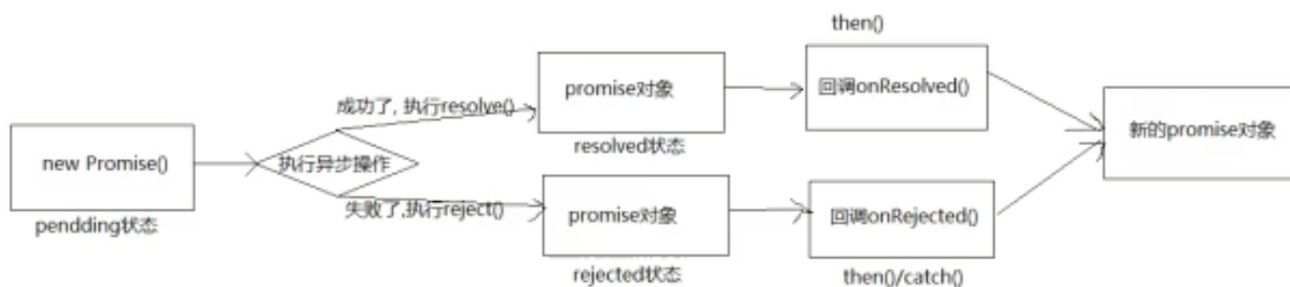 then()
成功了, 执行resolve()
promise对象
回调onResolved()
新的promise对象
resolved状态
new Promise()
执行异步操作
pendding状态
失败了,执行reject()
promise对象
回调onRejected()
rejected状态
then()/catch()